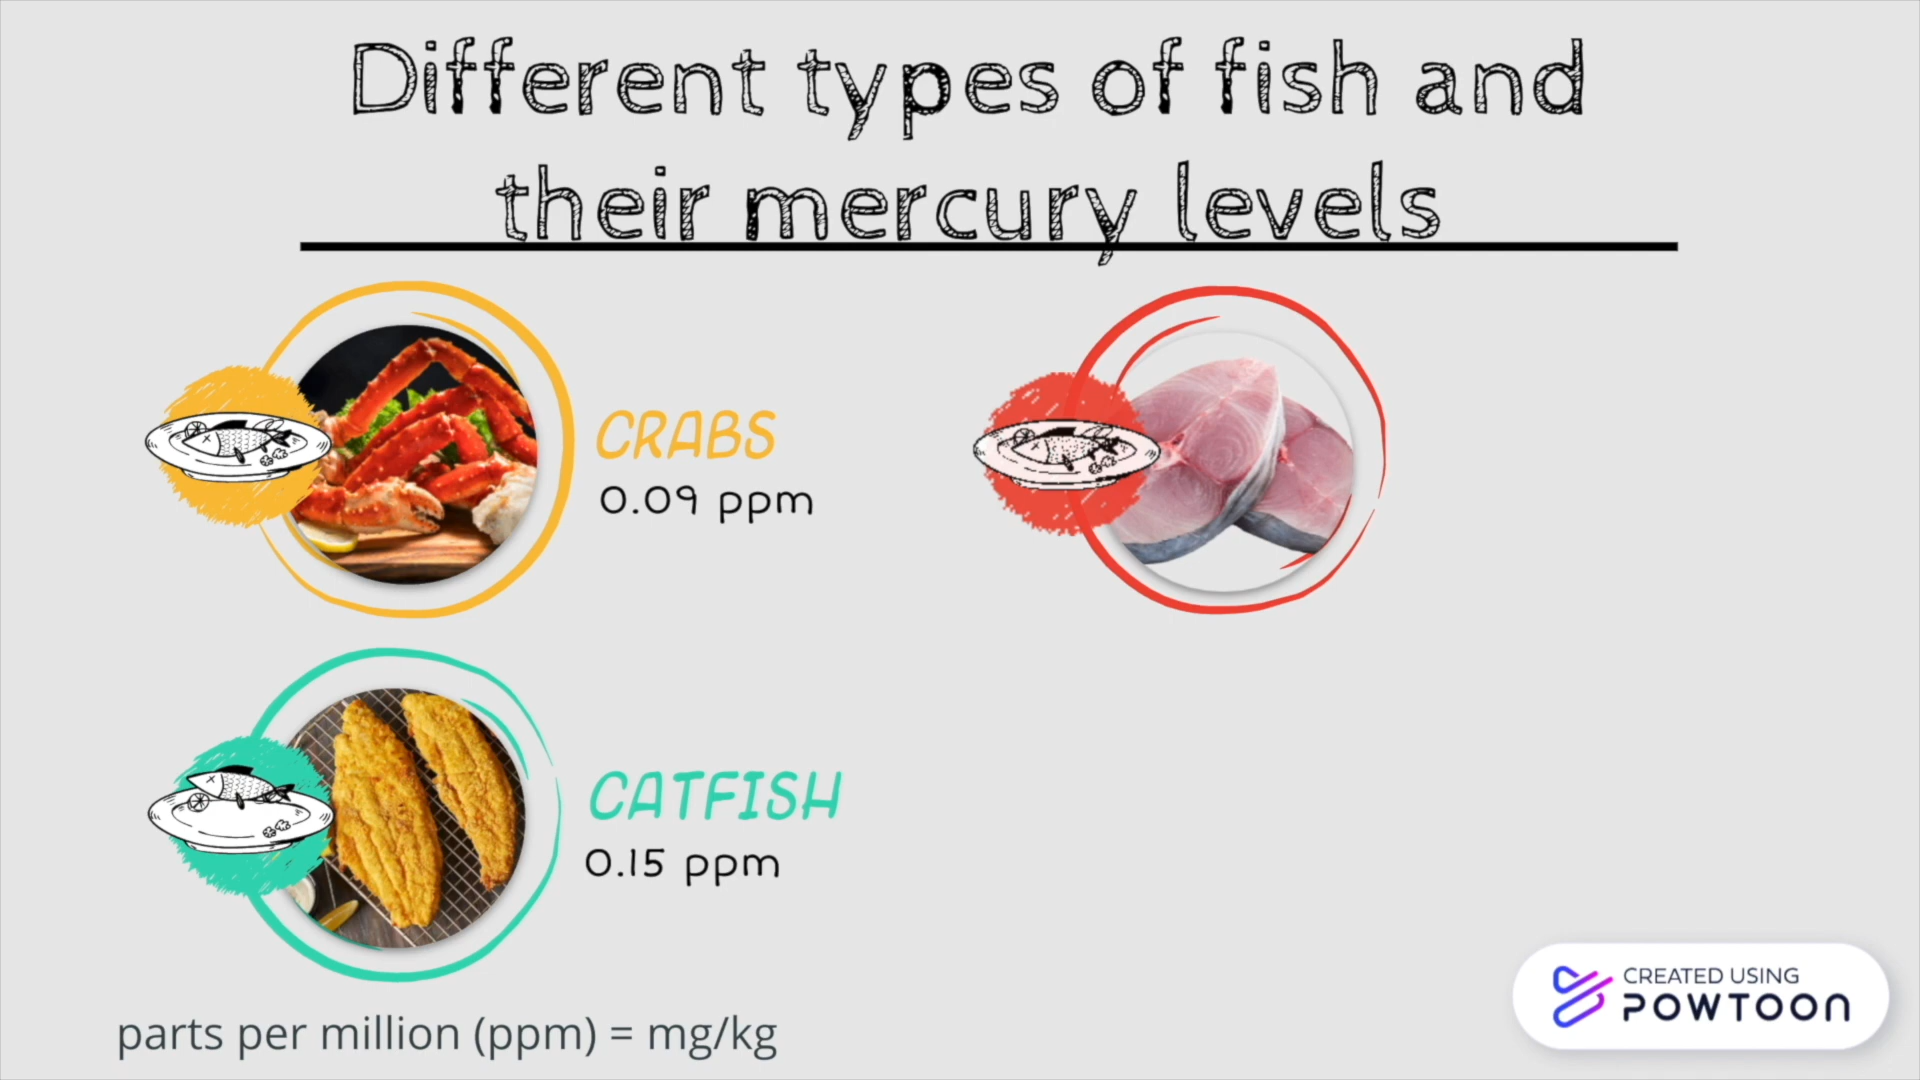 Different types of fish and
their mercury levels
CRABS
0.09 ppm
CATFISH
0.15 ppm
parts per million (ppm) = mg/kg
CREATED USING
POWTOON